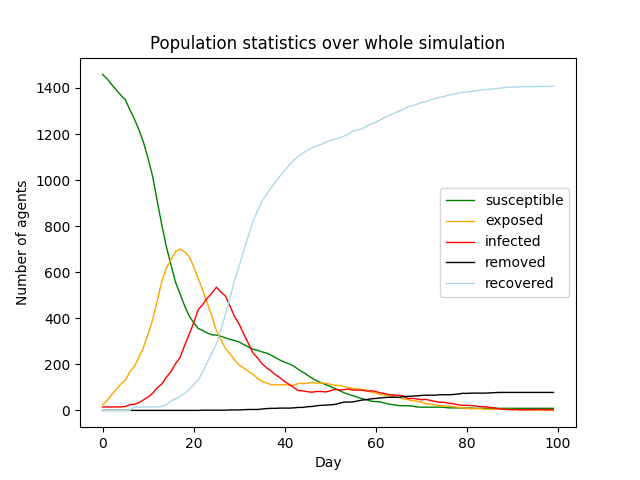 Population statistics over whole simulation
Number of agents
1400
1200
1000
800
600
400
200
0
susceptible
exposed
infected
removed
recovered
0 20 40 60 80 100
Day